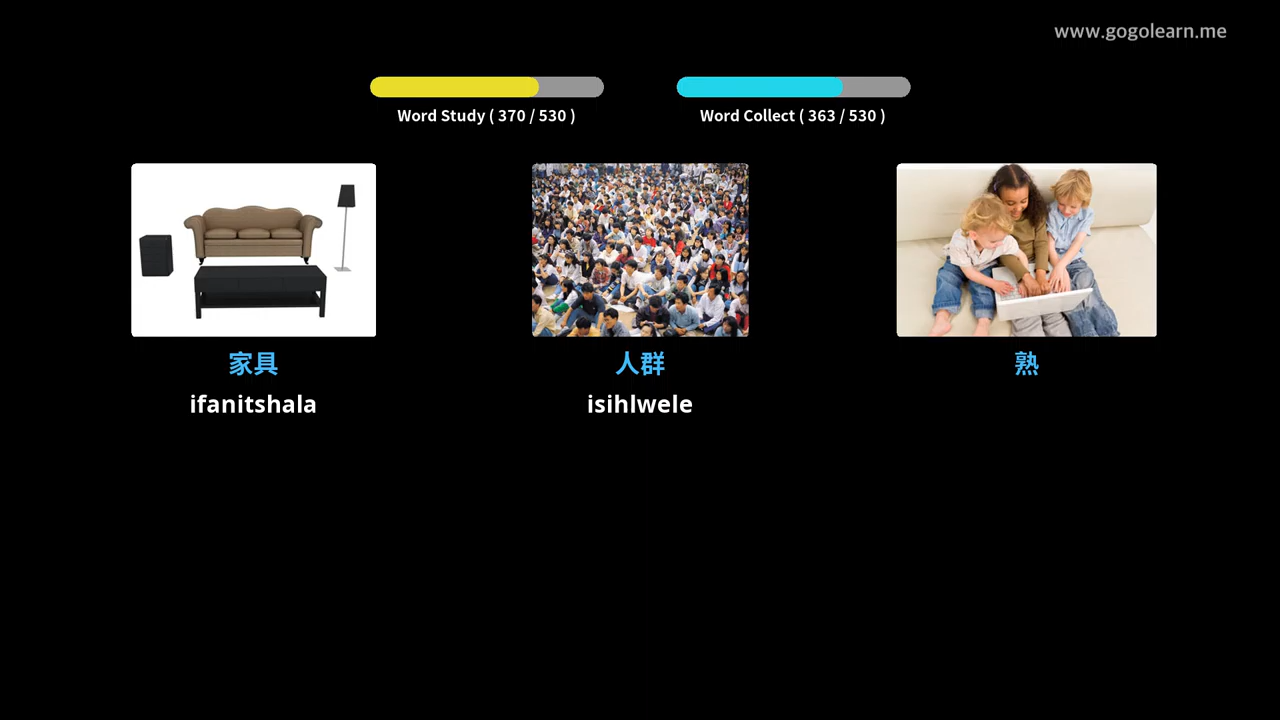 www.gogolearn.me
Word Study ( 370 / 530 )
Word Collect ( 363 / 530 )
家具
人群
熟
ifanitshala
isihlwele